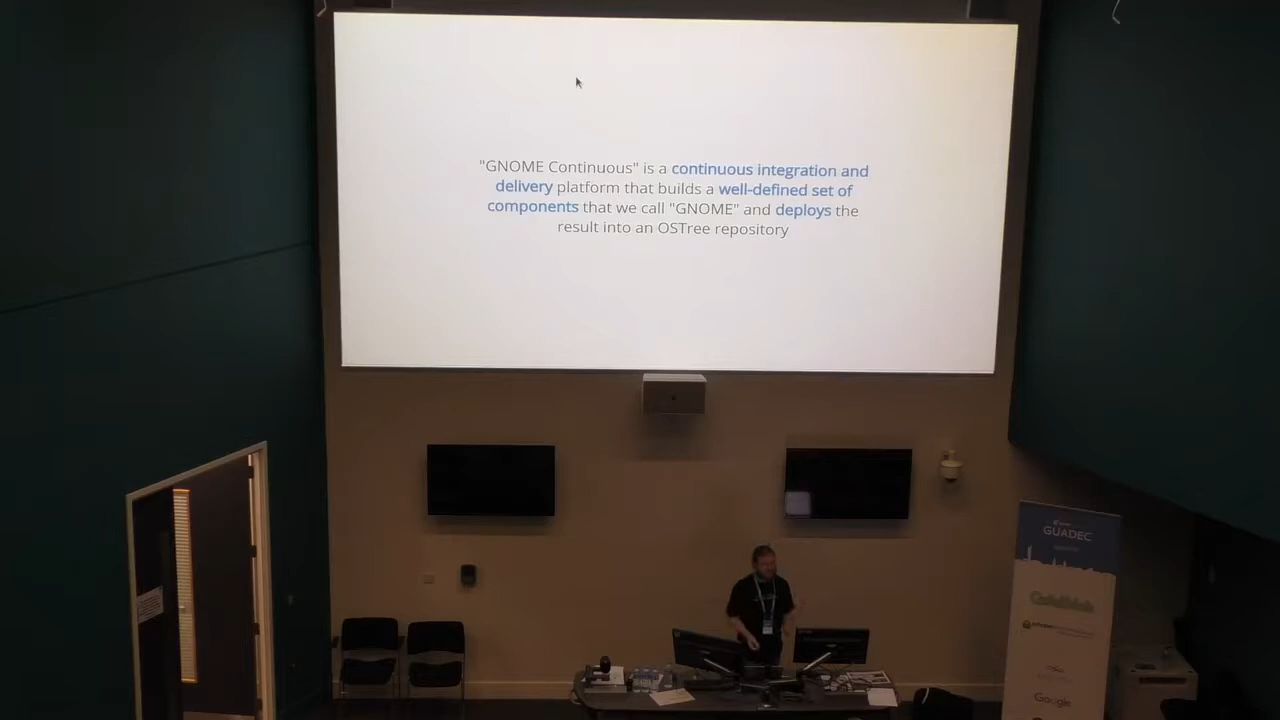 "GNOME Continuous" is a continuous integration and
delivery platform that builds a well-defined set of
components that we call "GNOME" and deploys the
result into an OSTree repository
GUADEC
Google